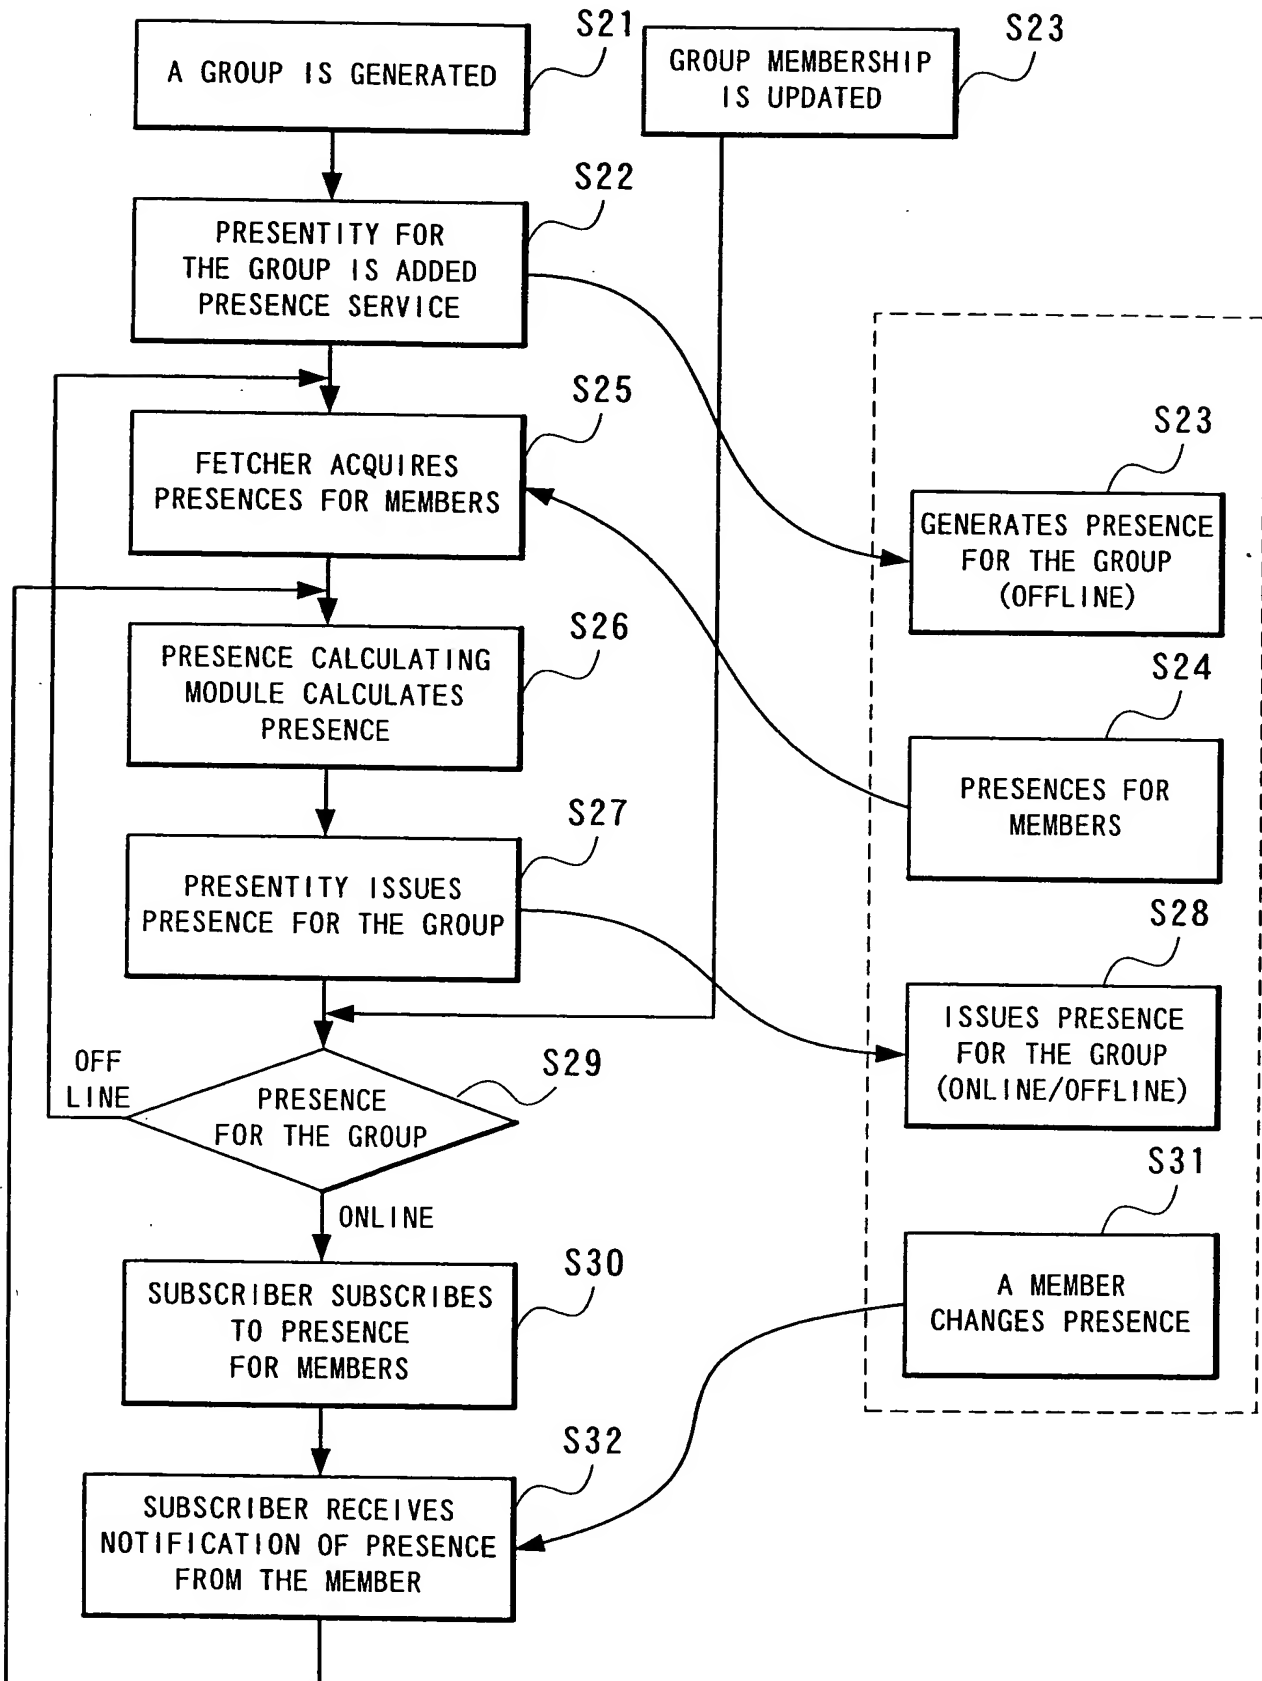 S21
A GROUP IS GENERATED
S23
GROUP MEMBERSHIP
IS UPDATED
S22
PRESENTITY FOR
THE GROUP IS ADDED
PRESENCE SERVICE
S25
FETCHER ACQUIRES
PRESENCES FOR MEMBERS
S23
GENERATES PRESENCE
FOR THE GROUP
(OFFLINE)
S26
PRESENCE CALCULATING
MODULE CALCULATES
PRESENCE
S24
PRESENCES FOR
MEMBERS
S27
PRESENTITY ISSUES
PRESENCE FOR THE GROUP
S28
ISSUES PRESENCE
FOR THE GROUP
(ONLINE/OFFLINE)
OFF
LINE
S29
PRESENCE
FOR THE GROUP
ONLINE
S31
A MEMBER
CHANGES PRESENCE
S30
SUBSCRIBER SUBSCRIBES
TO PRESENCE
FOR MEMBERS
S32
SUBSCRIBER RECEIVES
NOTIFICATION OF PRESENCE
FROM THE MEMBER